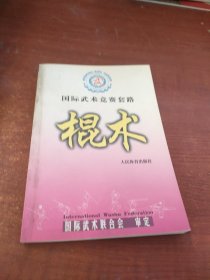 国际武术竞赛套路
棍术
人民体育出版社
International Wushu Federation
国际武术联合会 审定